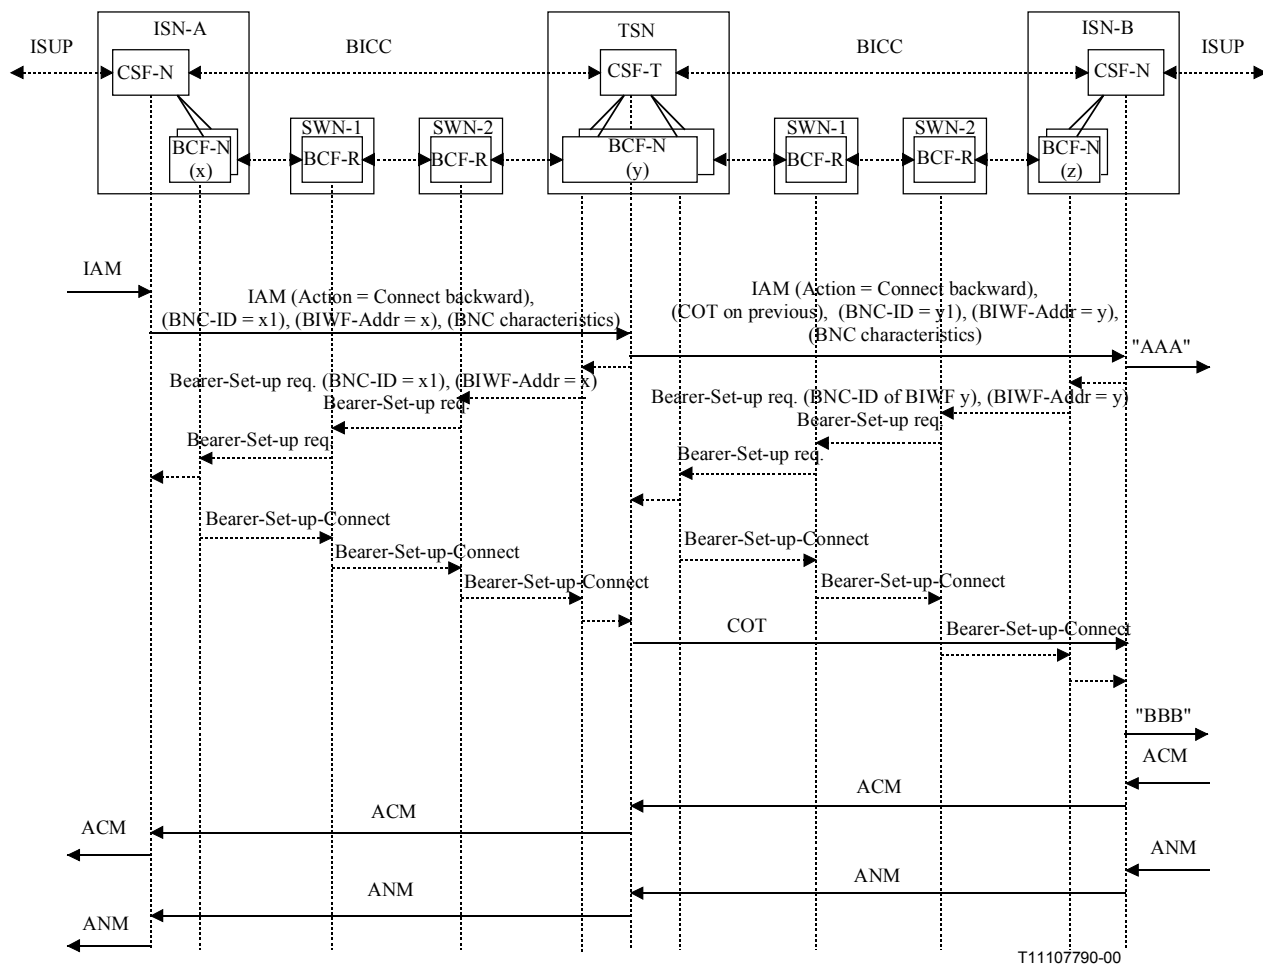 ISN-A
TSN
ISN-B
ISUP
BICC
BICC
ISUP
CSF-N
CSF-T
CSF-N
SWN-1
SWN-2
SWN-1
SWN-2
BCF-N
(x)
BCF-R
BCF-R
BCF-N
(y)
BCF-R
BCF-R
BCF-N
(z)
IAM
IAM (Action = Connect backward),
(BNC-ID = x1), (BIWF-Addr = x), (BNC characteristics)
IAM (Action = Connect backward),
(COT on previous), (BNC-ID = y1), (BIWF-Addr = y),
(BNC characteristics)
"AAA"
Bearer-Set-up req. (BNC-ID = x1), (BIWF-Addr = x)
Bearer-Set-up req. (BNC-ID of BIWF y), (BIWF-Addr = y)
Bearer-Set-up req.
Bearer-Set-up req.
Bearer-Set-up req.
Bearer-Set-up req.
Bearer-Set-up-Connect
Bearer-Set-up-Connect
Bearer-Set-up-Connect
Bearer-Set-up-Connect
Bearer-Set-up-Connect
COT
Bearer-Set-up-Connect
"BBB"
ACM
ACM
ACM
ACM
ANM
ANM
ANM
ANM
T11107790-00